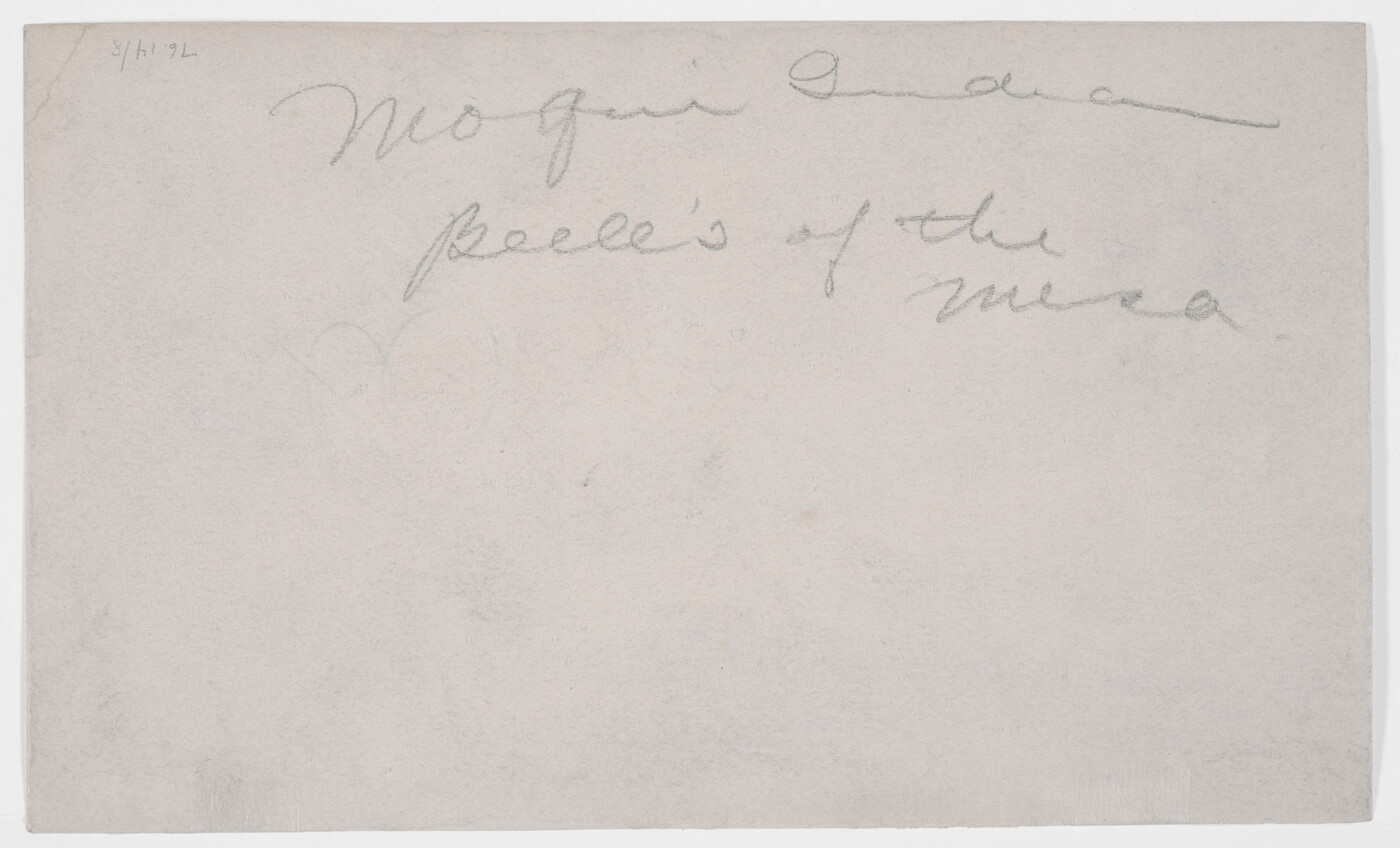 76.14/8
Moqui Indian
Belle's of the
mesa